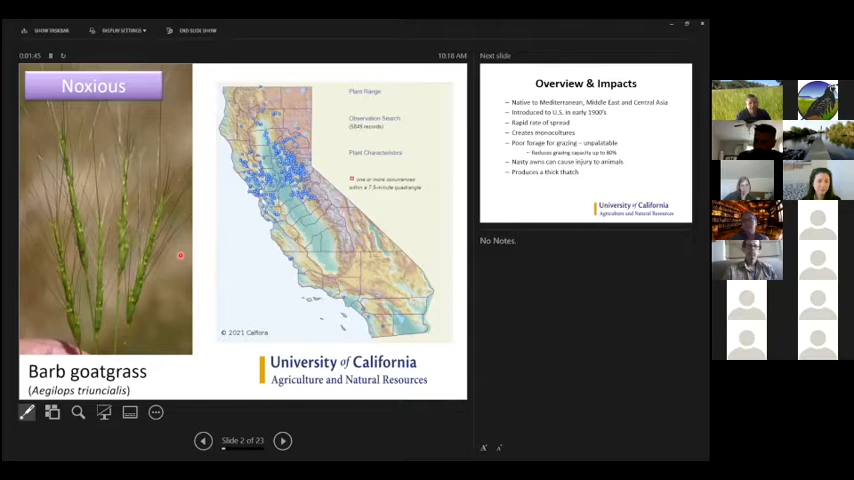 SHOW TASKBAR
DISPLAY SETTINGS
END SLIDE SHOW
0:01:45
10:18 AM
Noxious
Plant Range
Observation Search
(5849 records)
Plant Characteristics
one or more occurrences
within a 7.5-minute quadrangle
© 2021 Calflora
Barb goatgrass
(Aegilops triuncialis)
University of California
Agriculture and Natural Resources
Slide 2 of 23
Next slide
Overview & Impacts
– Native to Mediterranean, Middle East and Central Asia
– Introduced to U.S. in early 1900's
– Rapid rate of spread
– Creates monocultures
– Poor forage for grazing - unpalatable
– Reduces grazing capacity up to 80%
– Nasty awns can cause injury to animals
– Produces a thick thatch
University of California
Agriculture and Natural Resources
No Notes.
A
A